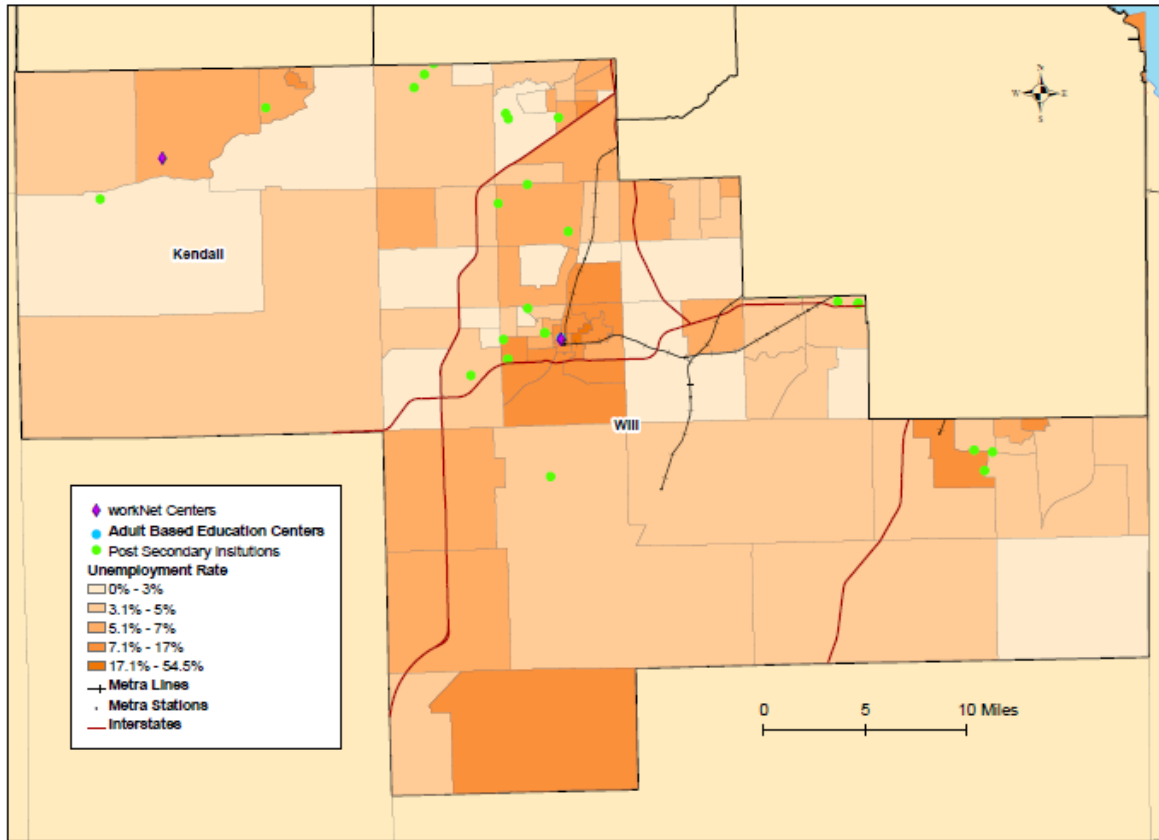 N
W E
S
Kendall
Will
workNet Centers
Adult Based Education Centers
Post Secondary Insitutions
Unemployment Rate
0% - 3%
3.1% - 5%
5.1% - 7%
7.1% - 17%
17.1% - 54.5%
Metra Lines
Metra Stations
Interstates
0 5 10 Miles